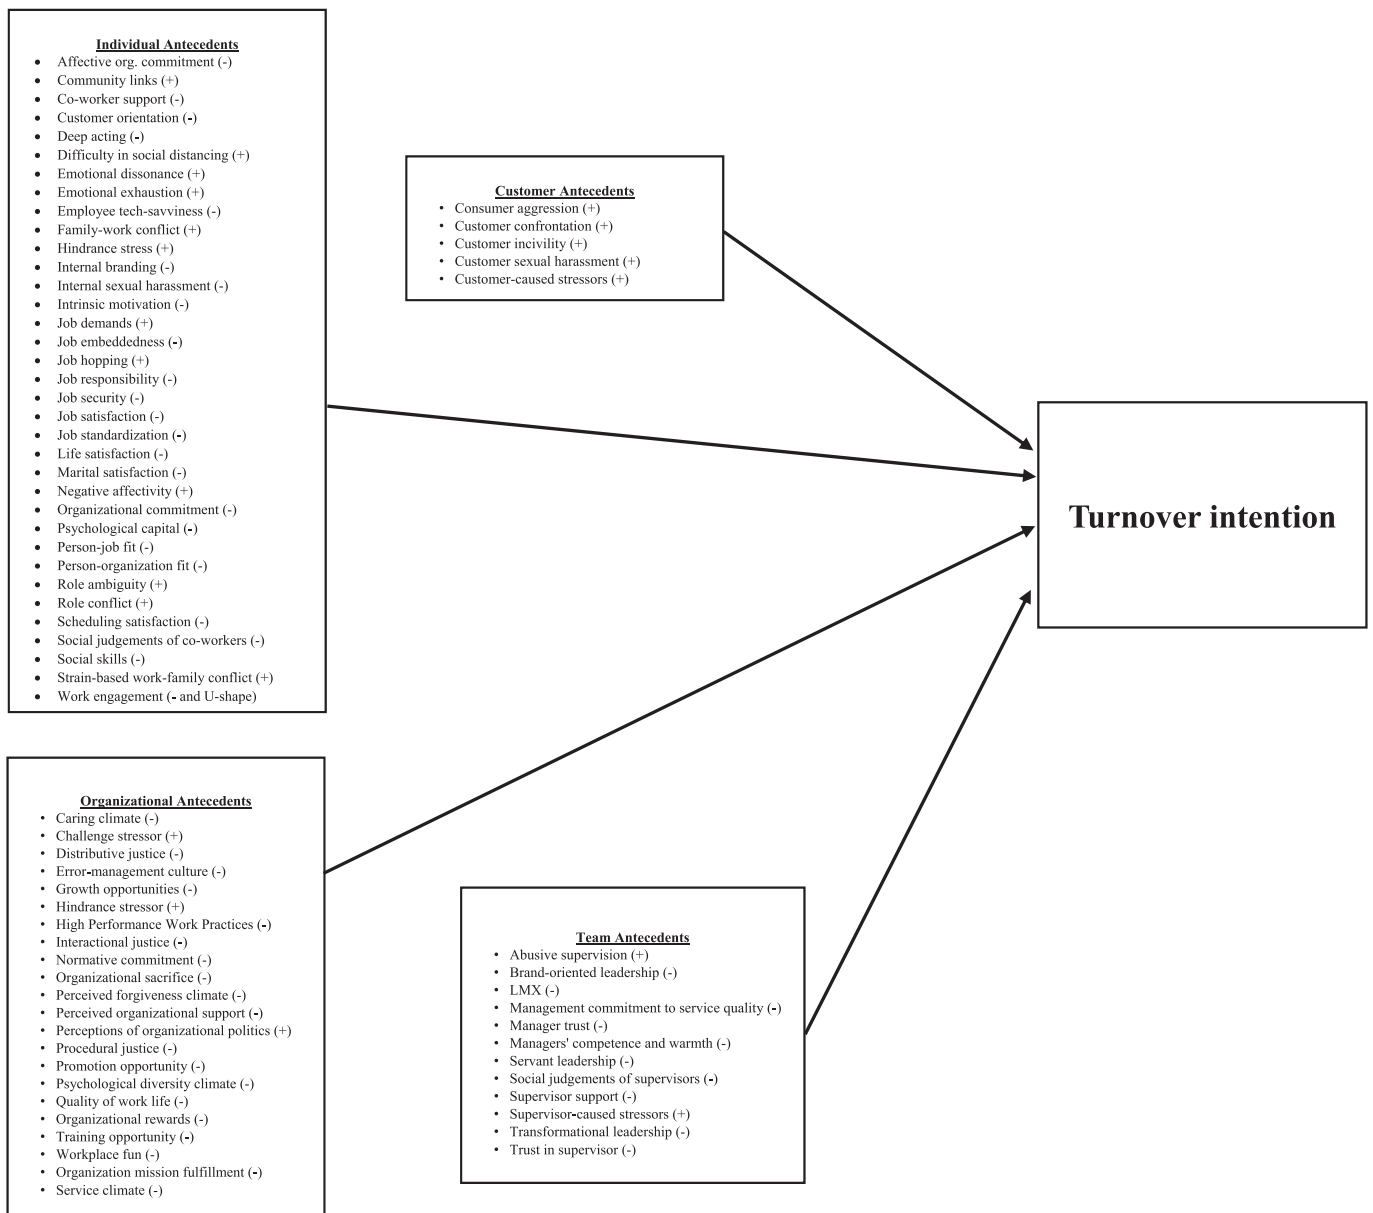 Individual Antecedents
• Affective org. commitment (-)
• Community links (+)
• Co-worker support (-)
• Customer orientation (-)
• Deep acting (-)
• Difficulty in social distancing (+)
• Emotional dissonance (+)
• Emotional exhaustion (+)
• Employee tech-savviness (-)
• Family-work conflict (+)
• Hindrance stress (+)
• Internal branding (-)
• Internal sexual harassment (-)
• Intrinsic motivation (-)
• Job demands (+)
• Job embeddedness (-)
• Job hopping (+)
• Job responsibility (-)
• Job security (-)
• Job satisfaction (-)
• Job standardization (-)
• Life satisfaction (-)
• Marital satisfaction (-)
• Negative affectivity (+)
• Organizational commitment (-)
• Psychological capital (-)
• Person-job fit (-)
• Person-organization fit (-)
• Role ambiguity (+)
• Role conflict (+)
• Scheduling satisfaction (-)
• Social judgements of co-workers (-)
• Social skills (-)
• Strain-based work-family conflict (+)
• Work engagement (- and U-shape)
Customer Antecedents
• Consumer aggression (+)
• Customer confrontation (+)
• Customer incivility (+)
• Customer sexual harassment (+)
• Customer-caused stressors (+)
Turnover intention
Organizational Antecedents
• Caring climate (-)
• Challenge stressor (+)
• Distributive justice (-)
• Error-management culture (-)
• Growth opportunities (-)
• Hindrance stressor (+)
• High Performance Work Practices (-)
• Interactional justice (-)
• Normative commitment (-)
• Organizational sacrifice (-)
• Perceived forgiveness climate (-)
• Perceived organizational support (-)
• Perceptions of organizational politics (+)
• Procedural justice (-)
• Promotion opportunity (-)
• Psychological diversity climate (-)
• Quality of work life (-)
• Organizational rewards (-)
• Training opportunity (-)
• Workplace fun (-)
• Organization mission fulfillment (-)
• Service climate (-)
Team Antecedents
• Abusive supervision (+)
• Brand-oriented leadership (-)
• LMX (-)
• Management commitment to service quality (-)
• Manager trust (-)
• Managers' competence and warmth (-)
• Servant leadership (-)
• Social judgements of supervisors (-)
• Supervisor support (-)
• Supervisor-caused stressors (+)
• Transformational leadership (-)
• Trust in supervisor (-)